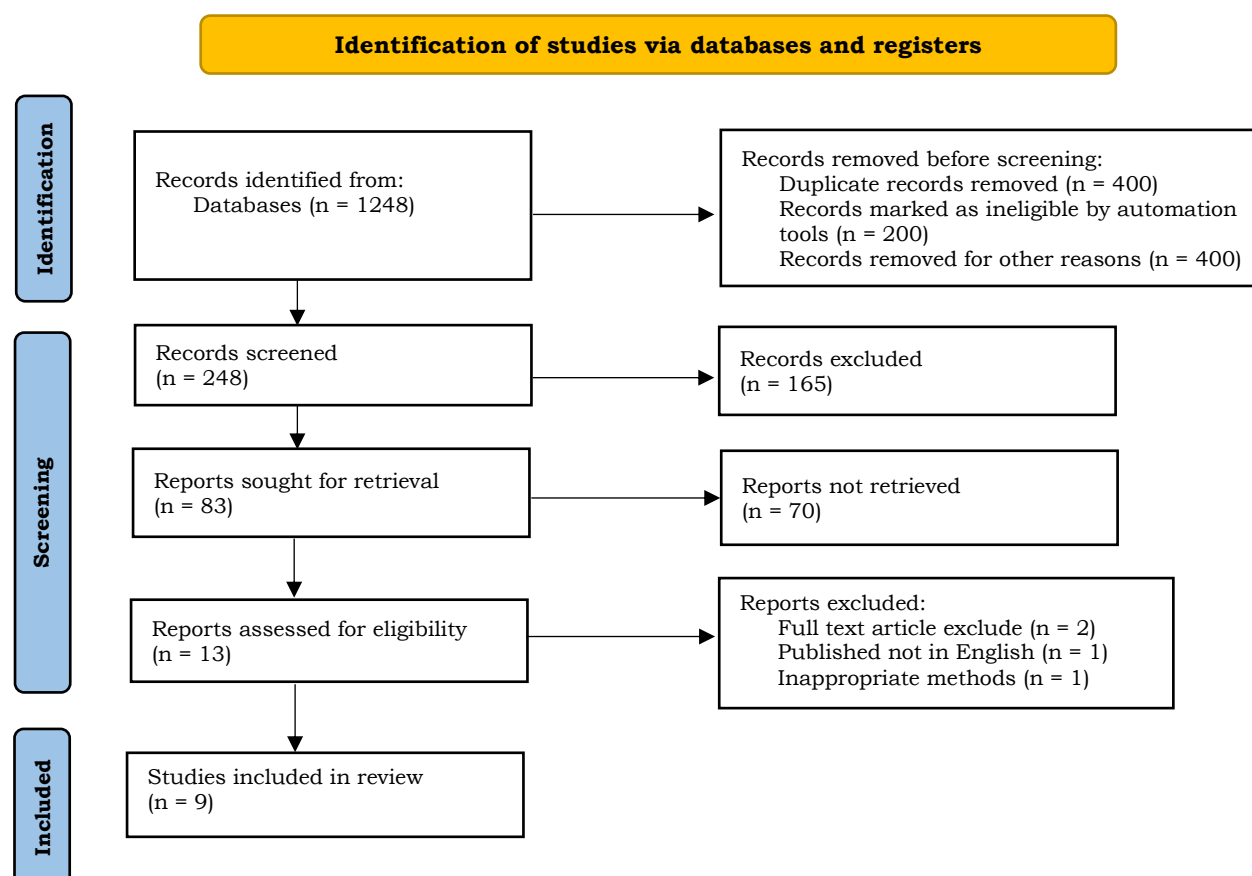 Identification of studies via databases and registers
Identification
Records identified from:
Databases (n = 1248)
Records removed before screening:
Duplicate records removed (n = 400)
Records marked as ineligible by automation
tools (n = 200)
Records removed for other reasons (n = 400)
Screening
Records screened
(n = 248)
Records excluded
(n = 165)
Reports sought for retrieval
(n = 83)
Reports not retrieved
(n = 70)
Reports assessed for eligibility
(n = 13)
Reports excluded:
Full text article exclude (n = 2)
Published not in English (n = 1)
Inappropriate methods (n = 1)
Included
Studies included in review
(n = 9)